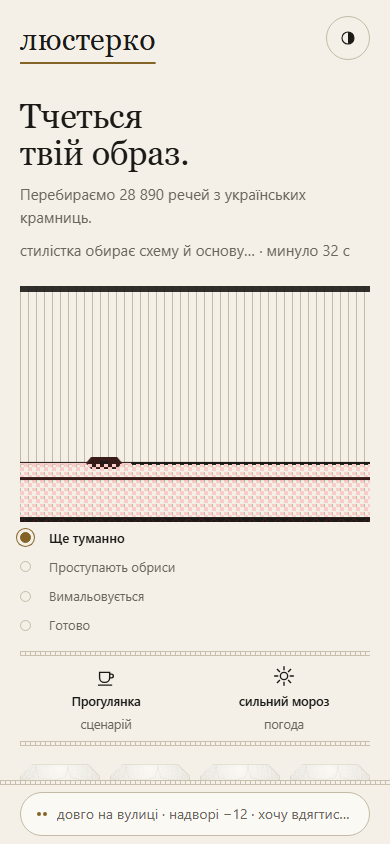 люстерко
Тчеться
твій образ.
Перебираємо 28 890 речей з українських
крамниць.
стилістка обирає схему й основу... · минуло 32 с
Ще туманно
Проступають обриси
Вимальовується
Готово
Прогулянка
сильний мороз
сценарій
погода
довго на вулиці · надворі −12 · хочу вдягтис...